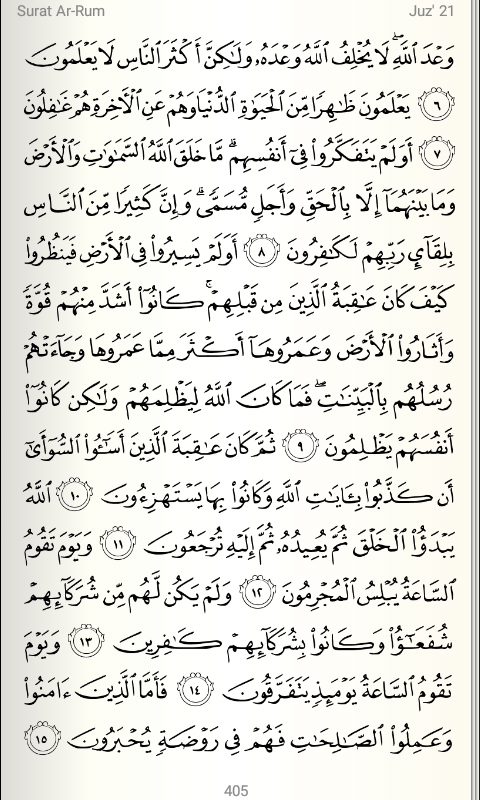 Surat Ar-Rum
Juz' 21
وَعْدَ ٱللَّهِ ۖ لَا يُخْلِفُ ٱللَّهُ وَعْدَهُۥ وَلَـٰكِنَّ أَكْثَرَ ٱلنَّاسِ لَا يَعْلَمُونَ
٦ يَعْلَمُونَ ظَـٰهِرًا مِّنَ ٱلْحَيَوٰةِ ٱلدُّنْيَا وَهُمْ عَنِ ٱلْـَٔاخِرَةِ هُمْ غَـٰفِلُونَ
٧ أَوَلَمْ يَتَفَكَّرُوا۟ فِىٓ أَنفُسِهِم ۗ مَّا خَلَقَ ٱللَّهُ ٱلسَّمَـٰوَٰتِ وَٱلْأَرْضَ
وَمَا بَيْنَهُمَآ إِلَّا بِٱلْحَقِّ وَأَجَلٍ مُّسَمًّى ۗ وَإِنَّ كَثِيرًا مِّنَ ٱلنَّاسِ
بِلِقَآئِ رَبِّهِمْ لَكَـٰفِرُونَ ٨ أَوَلَمْ يَسِيرُوا۟ فِى ٱلْأَرْضِ فَيَنظُرُوا۟
كَيْفَ كَانَ عَـٰقِبَةُ ٱلَّذِينَ مِن قَبْلِهِمْ ۚ كَانُوٓا۟ أَشَدَّ مِنْهُمْ قُوَّةً
وَأَثَارُوا۟ ٱلْأَرْضَ وَعَمَرُوهَآ أَكْثَرَ مِمَّا عَمَرُوهَا وَجَآءَتْهُمْ
رُسُلُهُم بِٱلْبَيِّنَـٰتِ ۖ فَمَا كَانَ ٱللَّهُ لِيَظْلِمَهُمْ وَلَـٰكِن كَانُوٓا۟
أَنفُسَهُمْ يَظْلِمُونَ ٩ ثُمَّ كَانَ عَـٰقِبَةَ ٱلَّذِينَ أَسَـٰٓـُٔوا۟ ٱلسُّوٓأَىٰٓ
أَن كَذَّبُوا۟ بِـَٔايَـٰتِ ٱللَّهِ وَكَانُوا۟ بِهَا يَسْتَهْزِءُونَ ١٠ ٱللَّهُ
يَبْدَؤُا۟ ٱلْخَلْقَ ثُمَّ يُعِيدُهُۥ ثُمَّ إِلَيْهِ تُرْجَعُونَ ١١ وَيَوْمَ تَقُومُ
ٱلسَّاعَةُ يُبْلِسُ ٱلْمُجْرِمُونَ ١٢ وَلَمْ يَكُن لَّهُم مِّن شُرَكَآئِهِمْ
شُفَعَـٰٓؤُا۟ وَكَانُوا۟ بِشُرَكَآئِهِمْ كَـٰفِرِينَ ١٣ وَيَوْمَ
تَقُومُ ٱلسَّاعَةُ يَوْمَئِذٍ يَتَفَرَّقُونَ ١٤ فَأَمَّا ٱلَّذِينَ ءَامَنُوا۟
وَعَمِلُوا۟ ٱلصَّـٰلِحَـٰتِ فَهُمْ فِى رَوْضَةٍ يُحْبَرُونَ ١٥
405